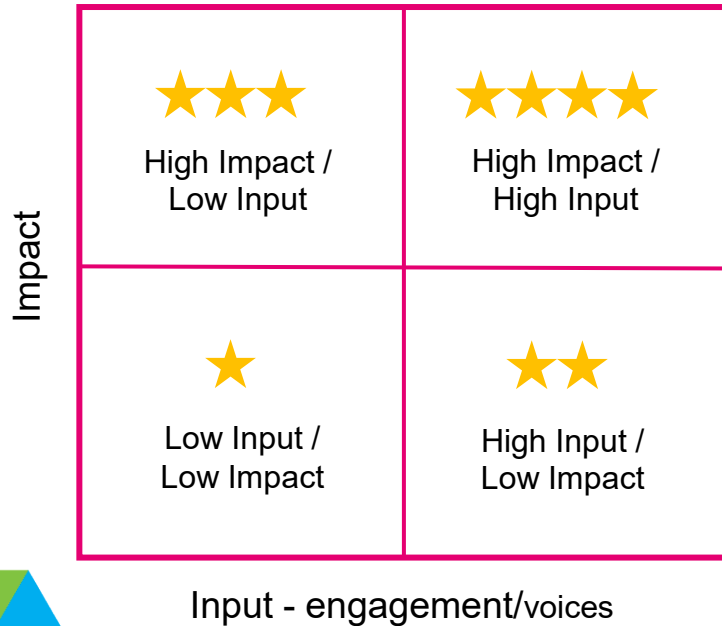 High Impact /
Low Input
High Impact /
High Input
Impact
Low Input /
Low Impact
High Input /
Low Impact
Input - engagement/voices